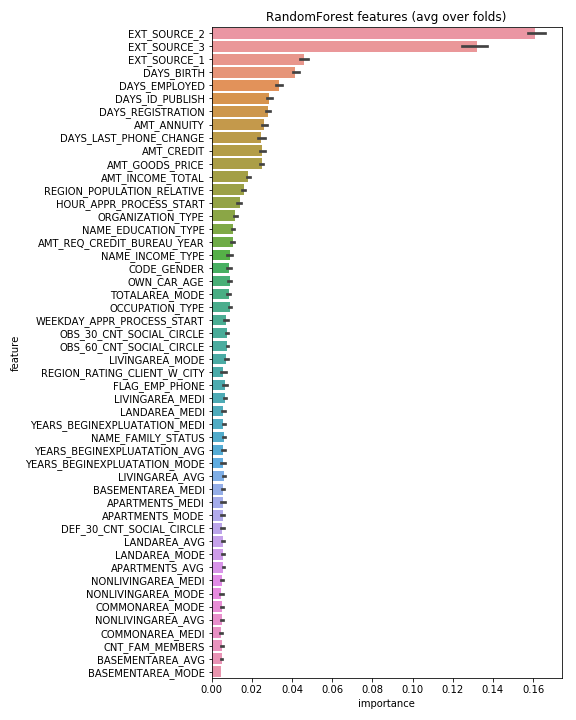 RandomForest features (avg over folds)
EXT_SOURCE_2
EXT_SOURCE_3
EXT_SOURCE_1
DAYS_BIRTH
DAYS_EMPLOYED
DAYS_ID_PUBLISH
DAYS_REGISTRATION
AMT_ANNUITY
DAYS_LAST_PHONE_CHANGE
AMT_CREDIT
AMT_GOODS_PRICE
AMT_INCOME_TOTAL
REGION_POPULATION_RELATIVE
HOUR_APPR_PROCESS_START
ORGANIZATION_TYPE
NAME_EDUCATION_TYPE
AMT_REQ_CREDIT_BUREAU_YEAR
NAME_INCOME_TYPE
CODE_GENDER
OWN_CAR_AGE
TOTALAREA_MODE
OCCUPATION_TYPE
WEEKDAY_APPR_PROCESS_START
OBS_30_CNT_SOCIAL_CIRCLE
OBS_60_CNT_SOCIAL_CIRCLE
LIVINGAREA_MODE
REGION_RATING_CLIENT_W_CITY
FLAG_EMP_PHONE
LIVINGAREA_MEDI
LANDAREA_MEDI
YEARS_BEGINEXPLUATATION_MEDI
NAME_FAMILY_STATUS
YEARS_BEGINEXPLUATATION_AVG
YEARS_BEGINEXPLUATATION_MODE
LIVINGAREA_AVG
BASEMENTAREA_MEDI
APARTMENTS_MEDI
APARTMENTS_MODE
DEF_30_CNT_SOCIAL_CIRCLE
LANDAREA_AVG
LANDAREA_MODE
APARTMENTS_AVG
NONLIVINGAREA_MEDI
NONLIVINGAREA_MODE
COMMONAREA_MODE
NONLIVINGAREA_AVG
COMMONAREA_MEDI
CNT_FAM_MEMBERS
BASEMENTAREA_AVG
BASEMENTAREA_MODE
feature
0.00 0.02 0.04 0.06 0.08 0.10 0.12 0.14 0.16
importance